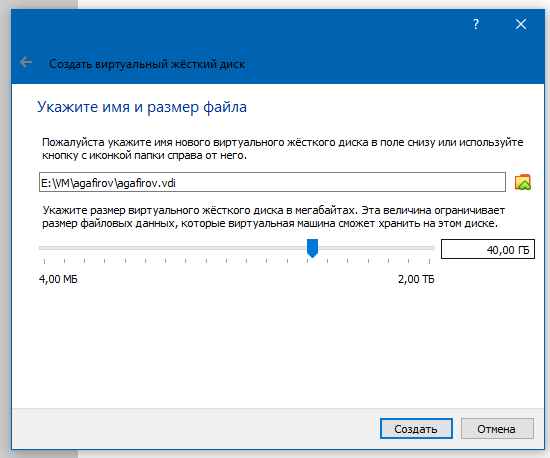 ?
Создать виртуальный жёсткий диск
Укажите имя и размер файла
Пожалуйста укажите имя нового виртуального жёсткого диска в поле снизу или используйте
кнопку с иконкой папки справа от него.
E:\VM\agafirov\agafirov.vdi
Укажите размер виртуального жёсткого диска в мегабайтах. Эта величина ограничивает
размер файловых данных, которые виртуальная машина сможет хранить на этом диске.
40,00 ГБ
4,00 МБ 2,00 ТБ
Создать Отмена